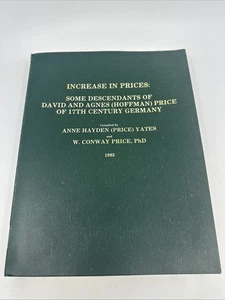 INCREASE IN PRICES:
SOME DESCENDANTS OF
DAVID AND AGNES (HOFFMAN) PRICE
OF 17TH CENTURY GERMANY
Compiled by
ANNE HAYDEN (PRICE) YATES
and
W. CONWAY PRICE, PhD
1993